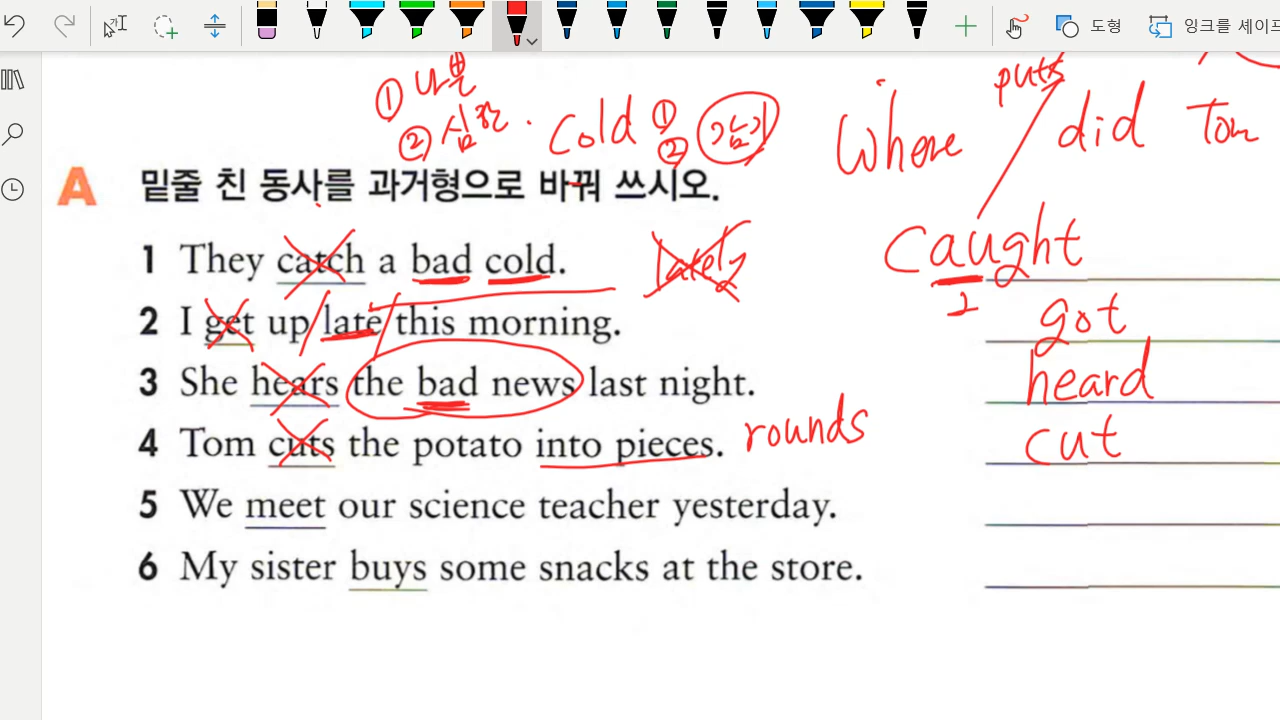 도형
잉크를 셰이프
① 나쁜
② 심한
cold ①
② 감기
Where did Tom
puts
A 밑줄 친 동사를 과거형으로 바꿔 쓰시오.
1 They catch a bad cold. lately caught
2 I get up late this morning. got
3 She hears the bad news last night. heard
4 Tom cuts the potato into pieces. rounds cut
5 We meet our science teacher yesterday.
6 My sister buys some snacks at the store.